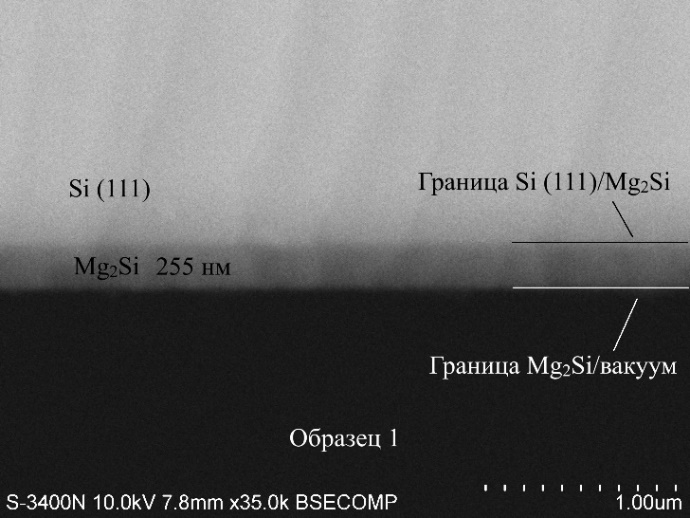 Si (111)
Граница Si (111)/Mg₂Si
Mg₂Si 255 нм
Граница Mg₂Si/вакуум
Образец 1
S-3400N 10.0kV 7.8mm x35.0k BSECOMP 1.00um